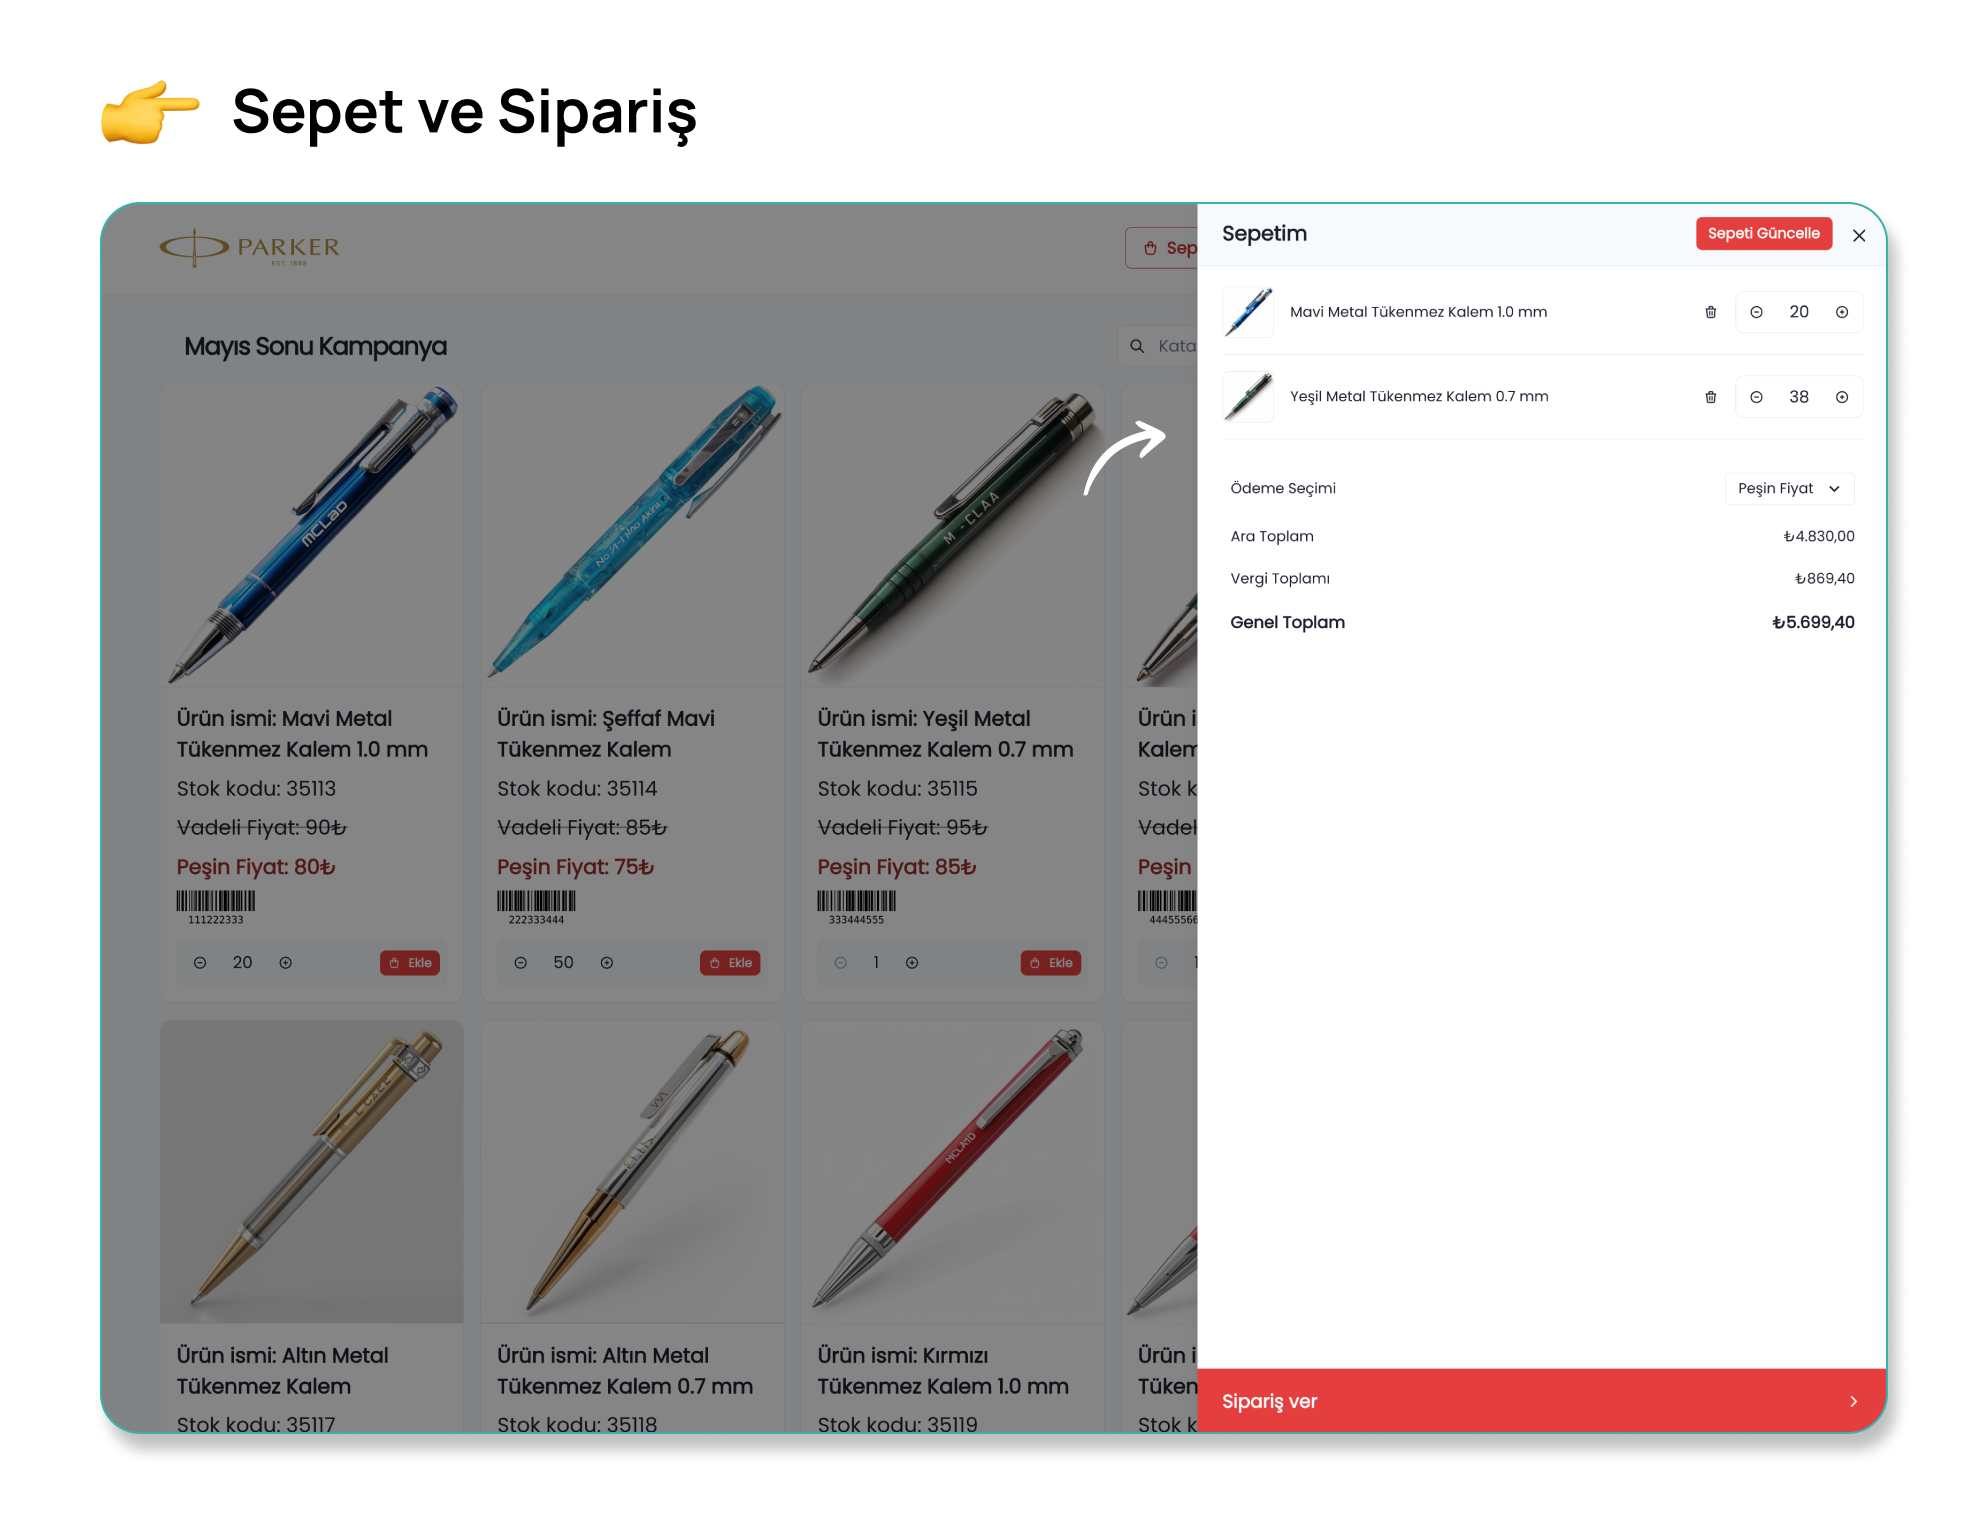 Sepet ve Sipariş
PARKER
EST. 1888
Sep
Mayıs Sonu Kampanya
Kata
MCLaD
No
Akira
M - CLAA
Ürün ismi: Mavi Metal
Tükenmez Kalem 1.0 mm
Stok kodu: 35113
Vadeli Fiyat: 90₺
Peşin Fiyat: 80₺
111222333
20
Ekle
Ürün ismi: Şeffaf Mavi
Tükenmez Kalem
Stok kodu: 35114
Vadeli Fiyat: 85₺
Peşin Fiyat: 75₺
222333444
50
Ekle
Ürün ismi: Yeşil Metal
Tükenmez Kalem 0.7 mm
Stok kodu: 35115
Vadeli Fiyat: 95₺
Peşin Fiyat: 85₺
333444555
1
Ekle
Ürün i
Kalem
Stok k
Vadel
Peşin
44455566
1
MCLA1D
Ürün ismi: Altın Metal
Tükenmez Kalem
Stok kodu: 35117
Ürün ismi: Altın Metal
Tükenmez Kalem 0.7 mm
Stok kodu: 35118
Ürün ismi: Kırmızı
Tükenmez Kalem 1.0 mm
Stok kodu: 35119
Ürün i
Tüken
Stok k
Sepetim
Sepeti Güncelle
Mavi Metal Tükenmez Kalem 1.0 mm
20
Yeşil Metal Tükenmez Kalem 0.7 mm
38
Ödeme Seçimi
Peşin Fiyat
Ara Toplam
₺4.830,00
Vergi Toplamı
₺869,40
Genel Toplam
₺5.699,40
Sipariş ver